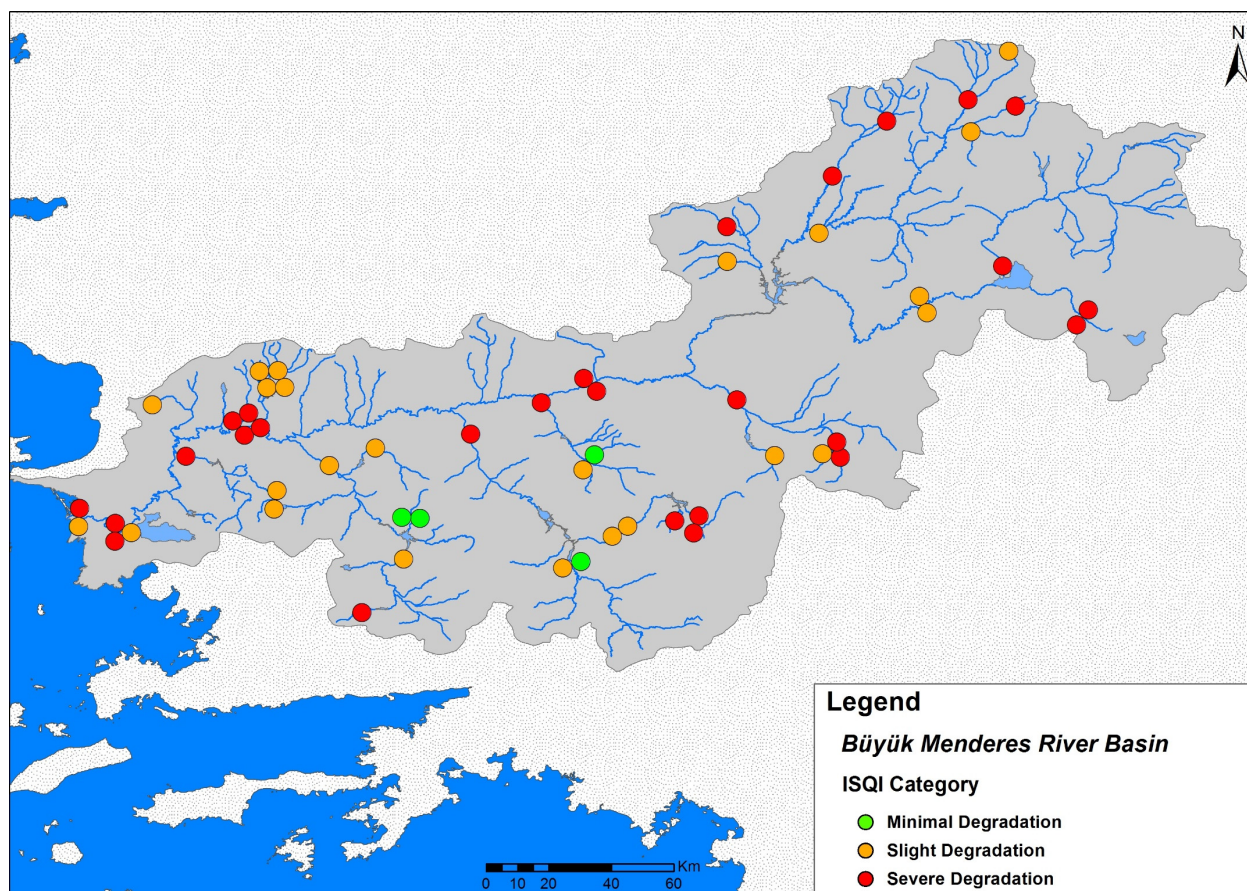 N
Legend
Büyük Menderes River Basin
ISQI Category
Minimal Degradation
Slight Degradation
Severe Degradation
Km
0 10 20 40 60